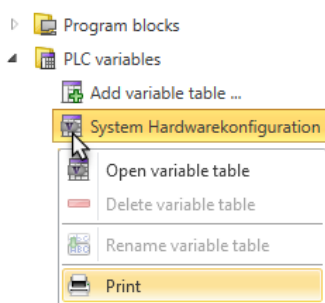 Program blocks
PLC variables
Add variable table ...
System Hardwarekonfiguration
Open variable table
Delete variable table
Rename variable table
Print